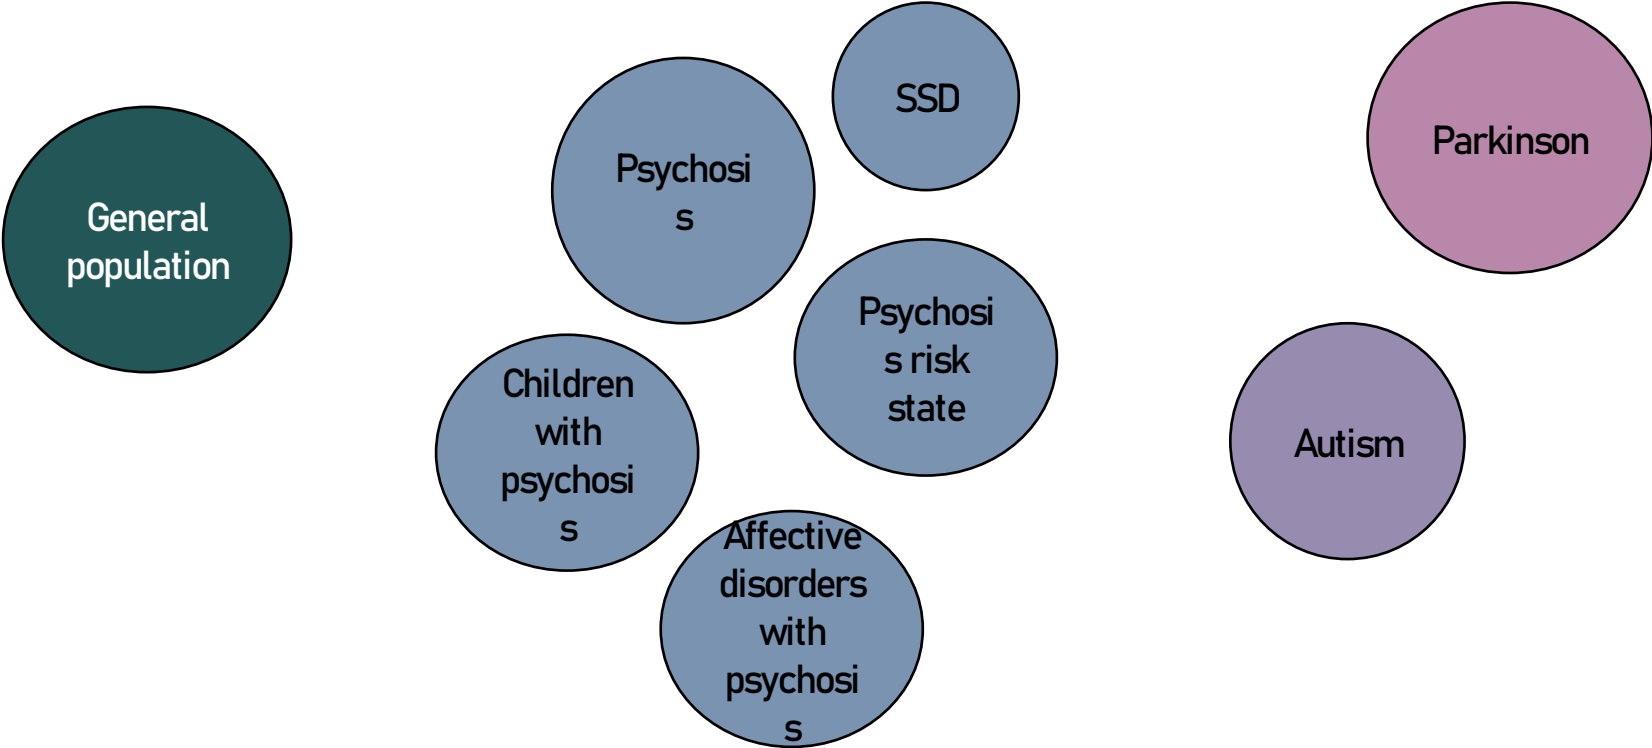 General
population
Psychosi
s
SSD
Psychosi
s risk
state
Children
with
psychosi
s
Affective
disorders
with
psychosi
s
Parkinson
Autism